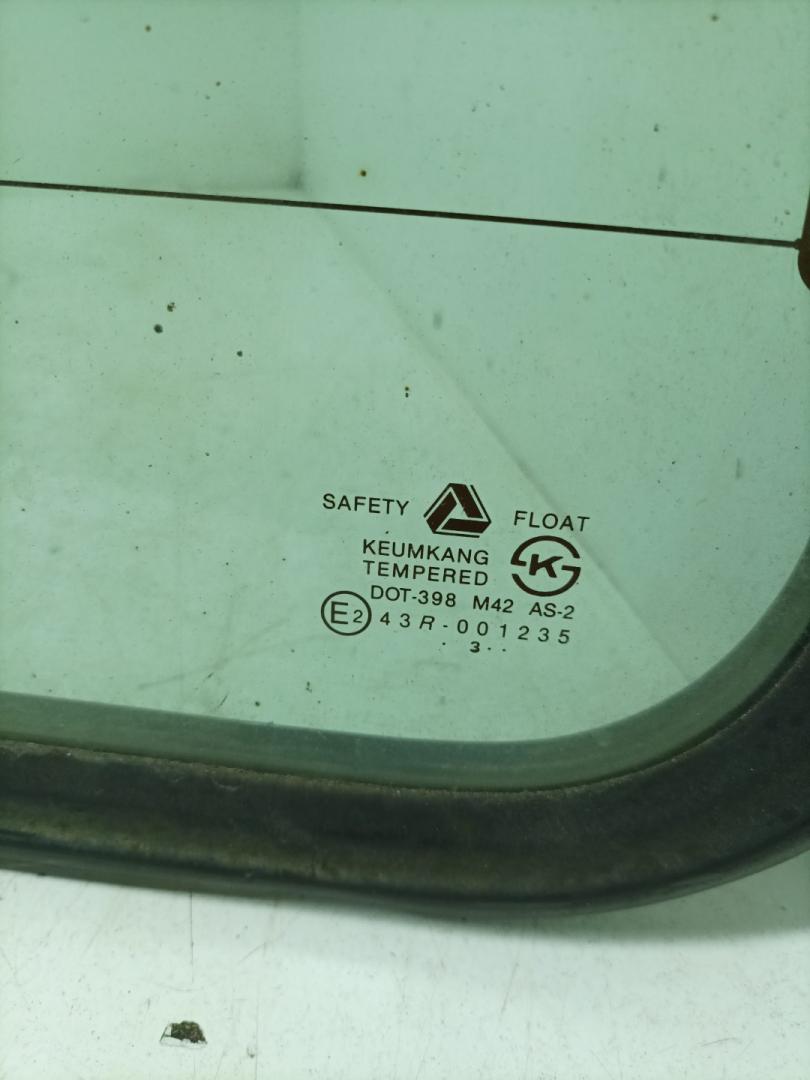 SAFETY FLOAT
KEUMKANG
TEMPERED
K
DOT-398 M42 AS-2
E2 43R-001235
. 3 . .